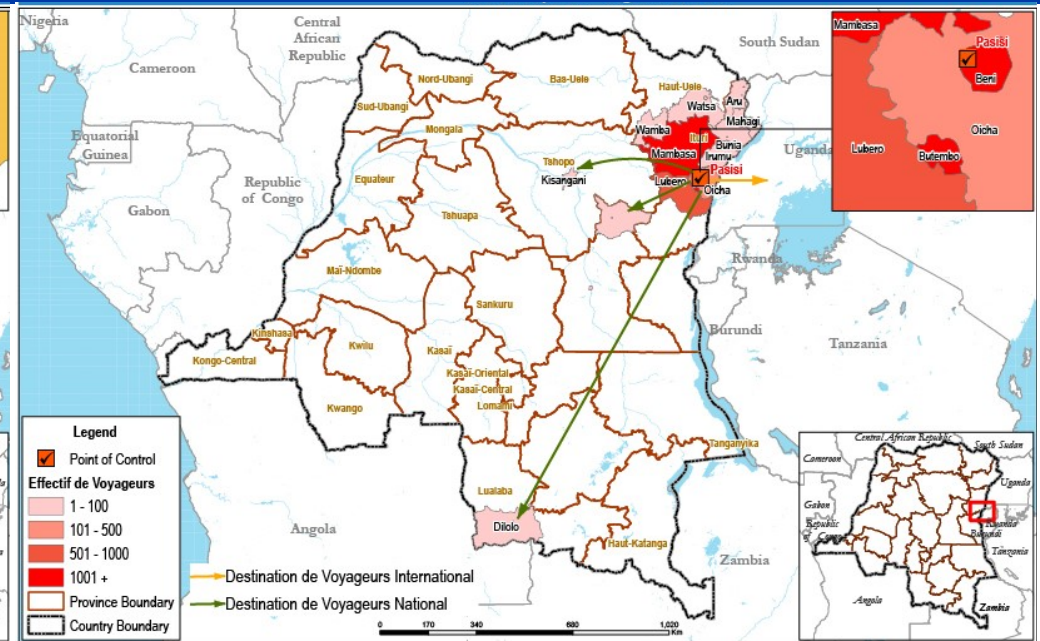 Nigeria
Cameroon
Central
African
Republic
South Sudan
Equatorial
Guinea
Gabon
Republic
of Congo
Uganda
Rwanda
Burundi
Tanzania
Angola
Zambia
Nord-Ubangi
Bas-Uele
Haut-Uele
Sud-Ubangi
Mongala
Ituri
Tshopo
Equateur
Tshuapa
Maï-Ndombe
Sankuru
Kinshasa
Kongo-Central
Kwilu
Kasaï
Kasaï-Oriental
Kasaï-Central
Lomami
Kwango
Tanganyika
Lualaba
Haut-Katanga
Watsa
Aru
Mahagi
Wamba
Bunia
Mambasa
Irumu
Pasisi
Lubero
Oicha
Kisangani
Dilolo
Mambasa
Pasisi
Beni
Oicha
Lubero
Butembo
Legend
Point of Control
Effectif de Voyageurs
1 - 100
101 - 500
501 - 1000
1001 +
Province Boundary
Country Boundary
Destination de Voyageurs International
Destination de Voyageurs National
0 170 340 680 1,020
Km
Central African Republic
South Sudan
Cameroon
Uganda
Gabon
Republic
Rwanda
Burundi
Tanzania
Angola
Zambia